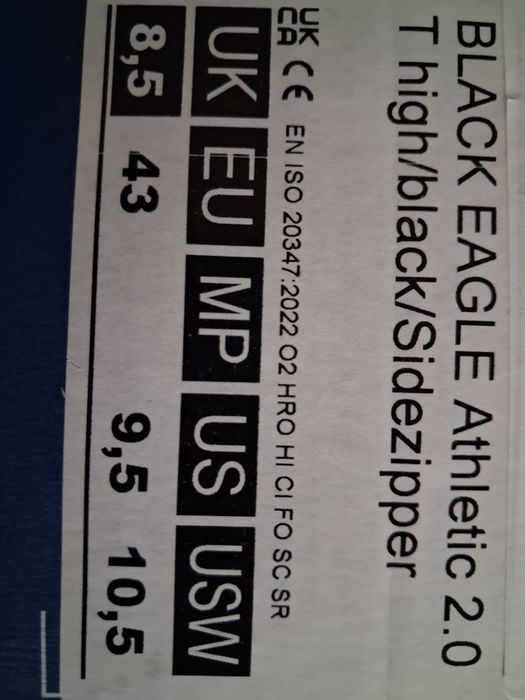 BLACK EAGLE Athletic 2.0
T high/black/Sidezipper
UK
CA CE EN ISO 20347:2022 O2 HRO HI CI FO SC SR
UK EU MP US USW
8,5 43 9,5 10,5